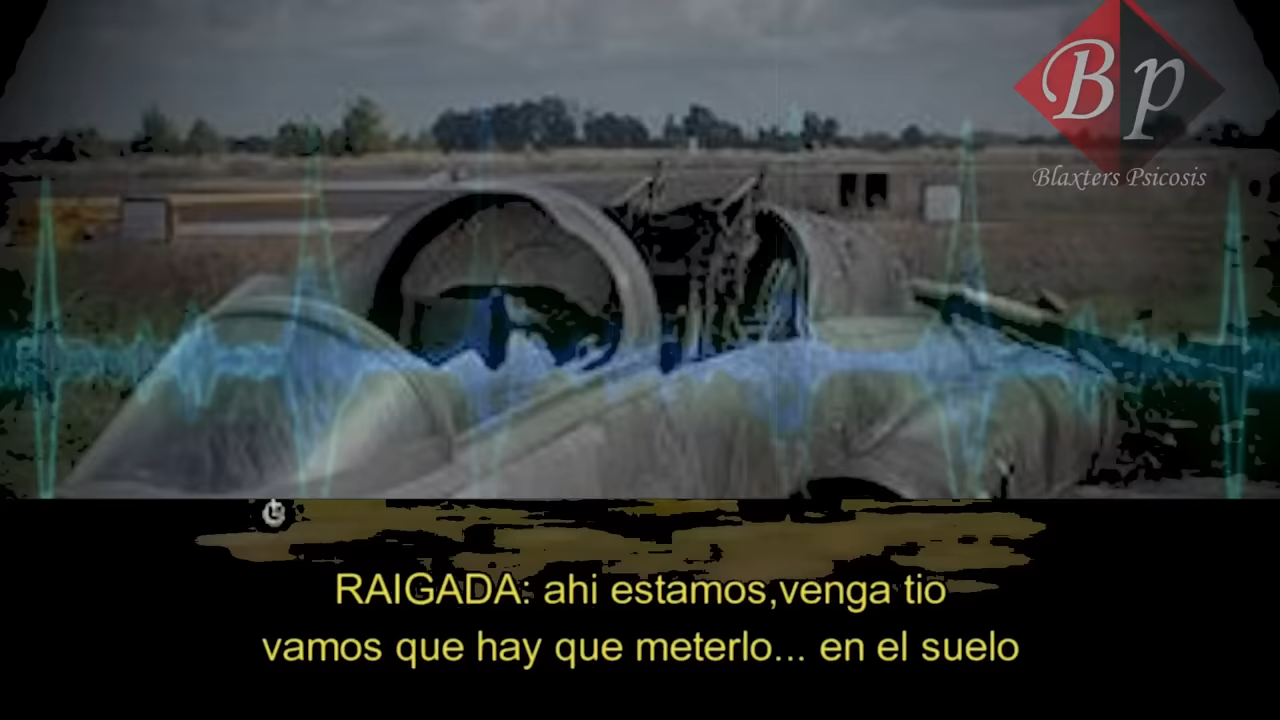 Bp
Blaxters Psicosis
RAIGADA: ahi estamos,venga tio
vamos que hay que meterlo... en el suelo